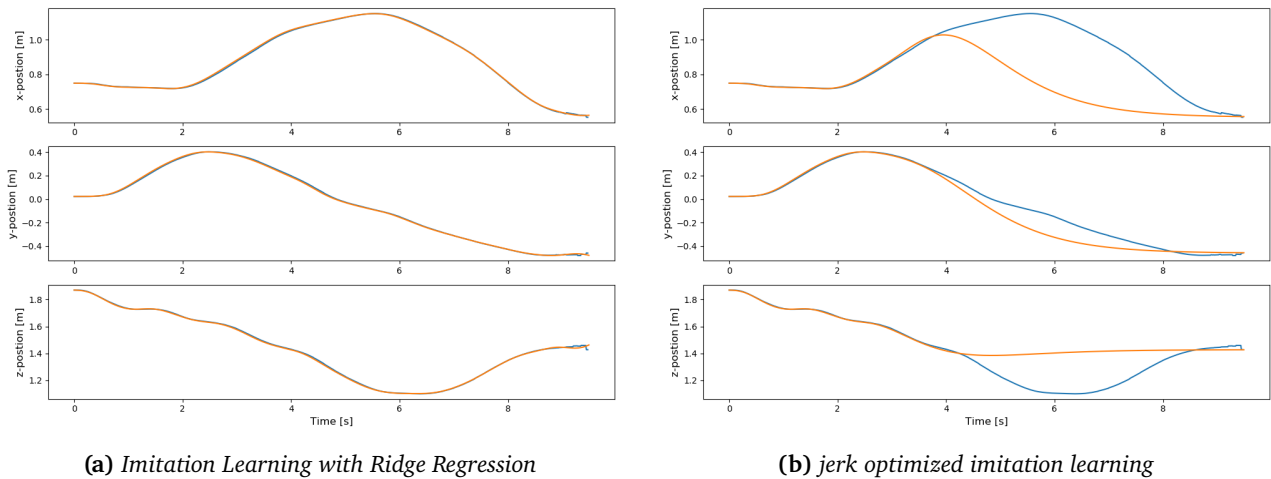 x-postion [m]
1.0
0.8
0.6
0 2 4 6 8
y-postion [m]
0.4
0.2
0.0
−0.2
−0.4
0 2 4 6 8
z-postion [m]
1.8
1.6
1.4
1.2
0 2 4 6 8
Time [s]
(a) Imitation Learning with Ridge Regression
x-postion [m]
1.0
0.8
0.6
0 2 4 6 8
y-postion [m]
0.4
0.2
0.0
−0.2
−0.4
0 2 4 6 8
z-postion [m]
1.8
1.6
1.4
1.2
0 2 4 6 8
Time [s]
(b) jerk optimized imitation learning